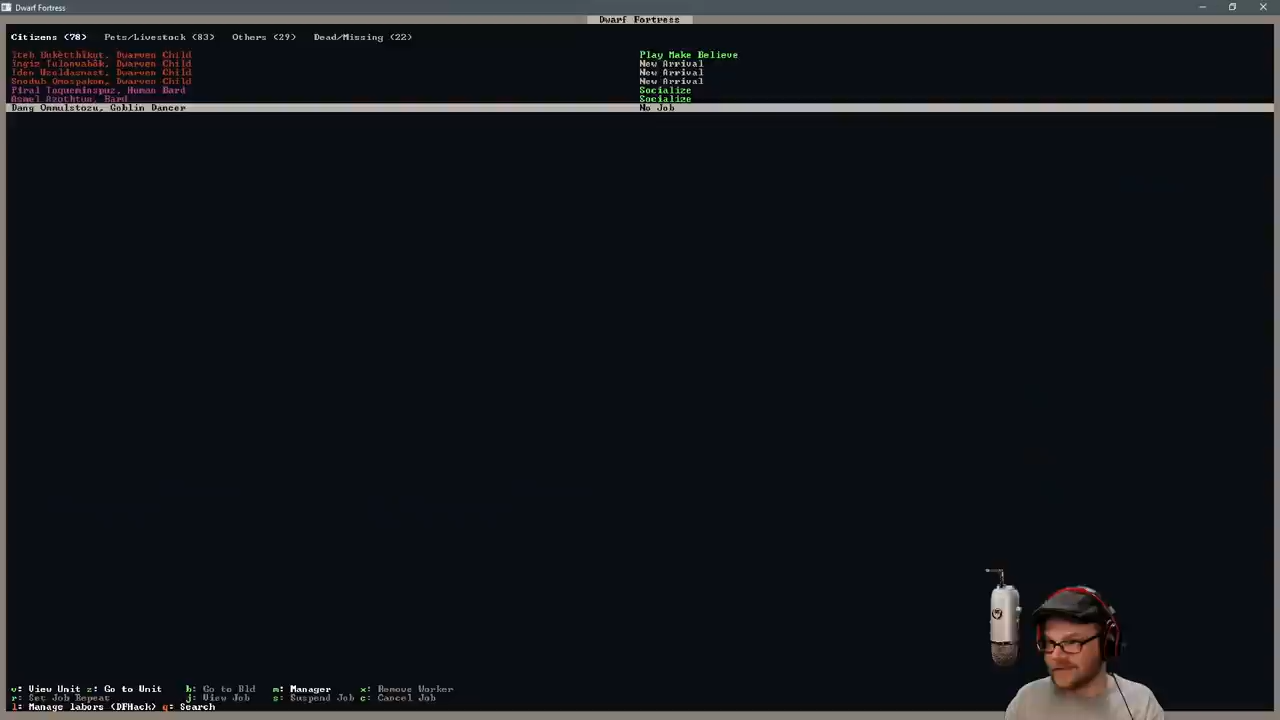 Dwarf Fortress
Dwarf Fortress
Citizens (78) Pets/Livestock (83) Others (29) Dead/Missing (22)
Dwarven Child Play Make Believe
Dwarven Child New Arrival
Dwarven Child New Arrival
Dwarven Child New Arrival
Human Bard Socialize
Bard Socialize
Dang Goblin Dancer No Job
v: View Unit z: Go to Unit b: Go to Bld m: Manager x: Remove Worker
r: Set Job Repeat j: View Job s: Suspend Job c: Cancel Job
l: Manage labors (DFHack) q: Search